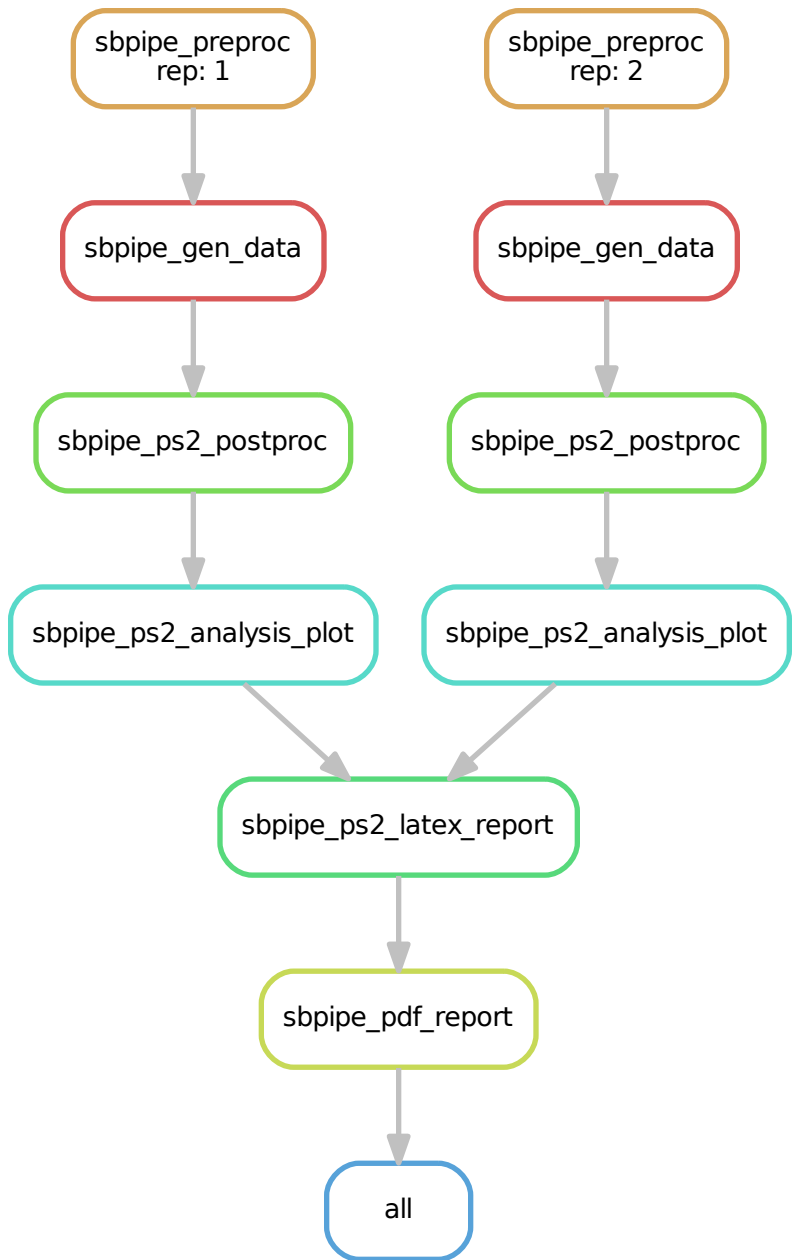 sbpipe_preproc
rep: 1
sbpipe_preproc
rep: 2
sbpipe_gen_data
sbpipe_gen_data
sbpipe_ps2_postproc
sbpipe_ps2_postproc
sbpipe_ps2_analysis_plot
sbpipe_ps2_analysis_plot
sbpipe_ps2_latex_report
sbpipe_pdf_report
all